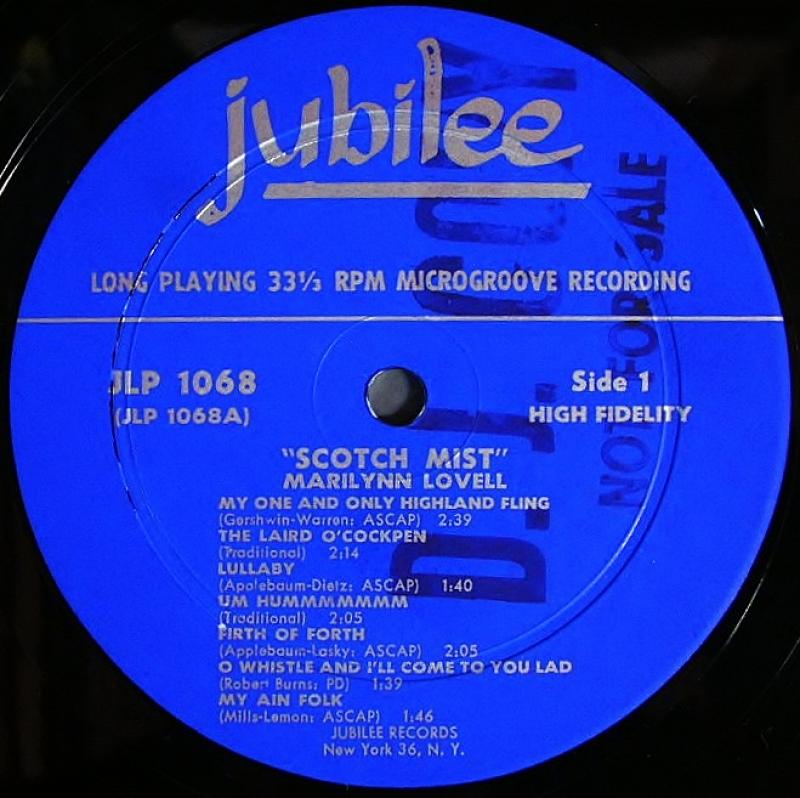 jubilee
D.J. COPY
NOT FOR SALE
LONG PLAYING 33⅓ RPM MICROGROOVE RECORDING
JLP 1068
(JLP 1068A)
Side 1
HIGH FIDELITY
"SCOTCH MIST"
MARILYNN LOVELL
MY ONE AND ONLY HIGHLAND FLING
(Gershwin-Warren: ASCAP) 2:39
THE LAIRD O'COCKPEN
(Traditional) 2:14
LULLABY
(Applebaum-Dietz: ASCAP) 1:40
UM HUMMMMMMM
(Traditional) 2:05
FIRTH OF FORTH
(Applebaum-Lasky: ASCAP) 2:05
O WHISTLE AND I'LL COME TO YOU LAD
(Robert Burns: PD) 1:39
MY AIN FOLK
(Mills-Lemon: ASCAP) 1:46
JUBILEE RECORDS
New York 36, N. Y.